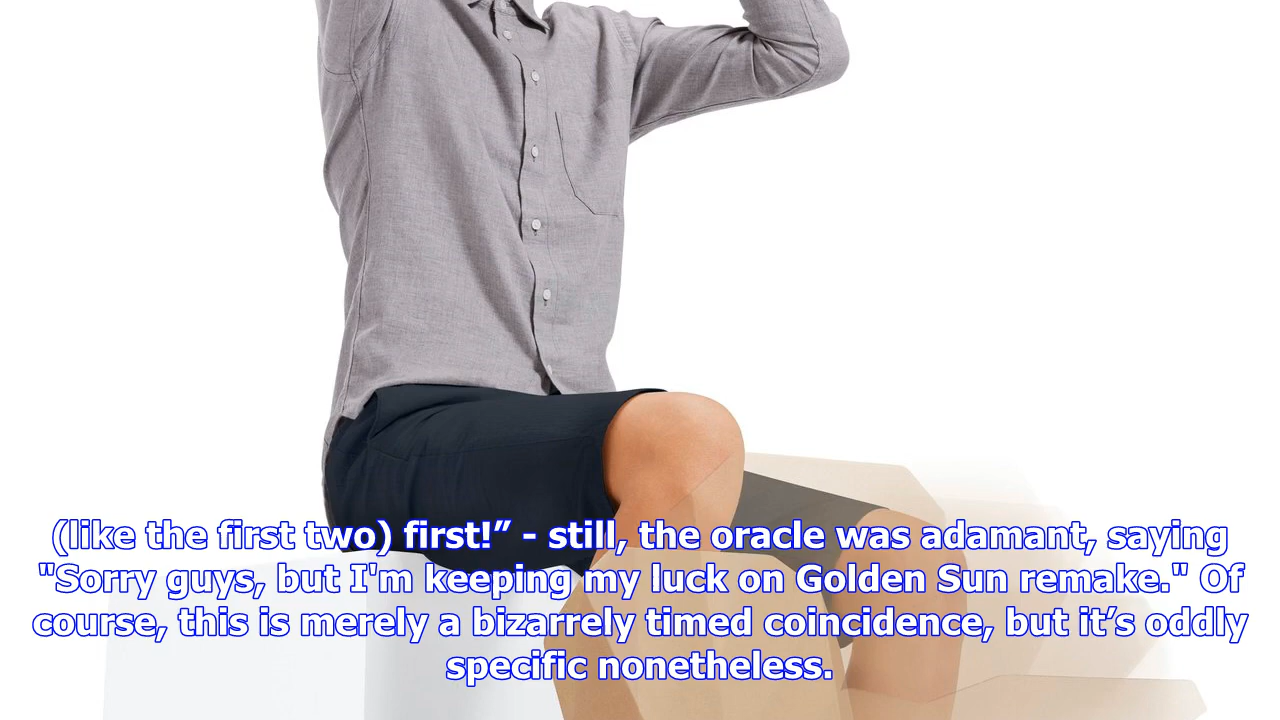 (like the first two) first!” - still, the oracle was adamant, saying
"Sorry guys, but I'm keeping my luck on Golden Sun remake." Of
course, this is merely a bizarrely timed coincidence, but it’s oddly
specific nonetheless.